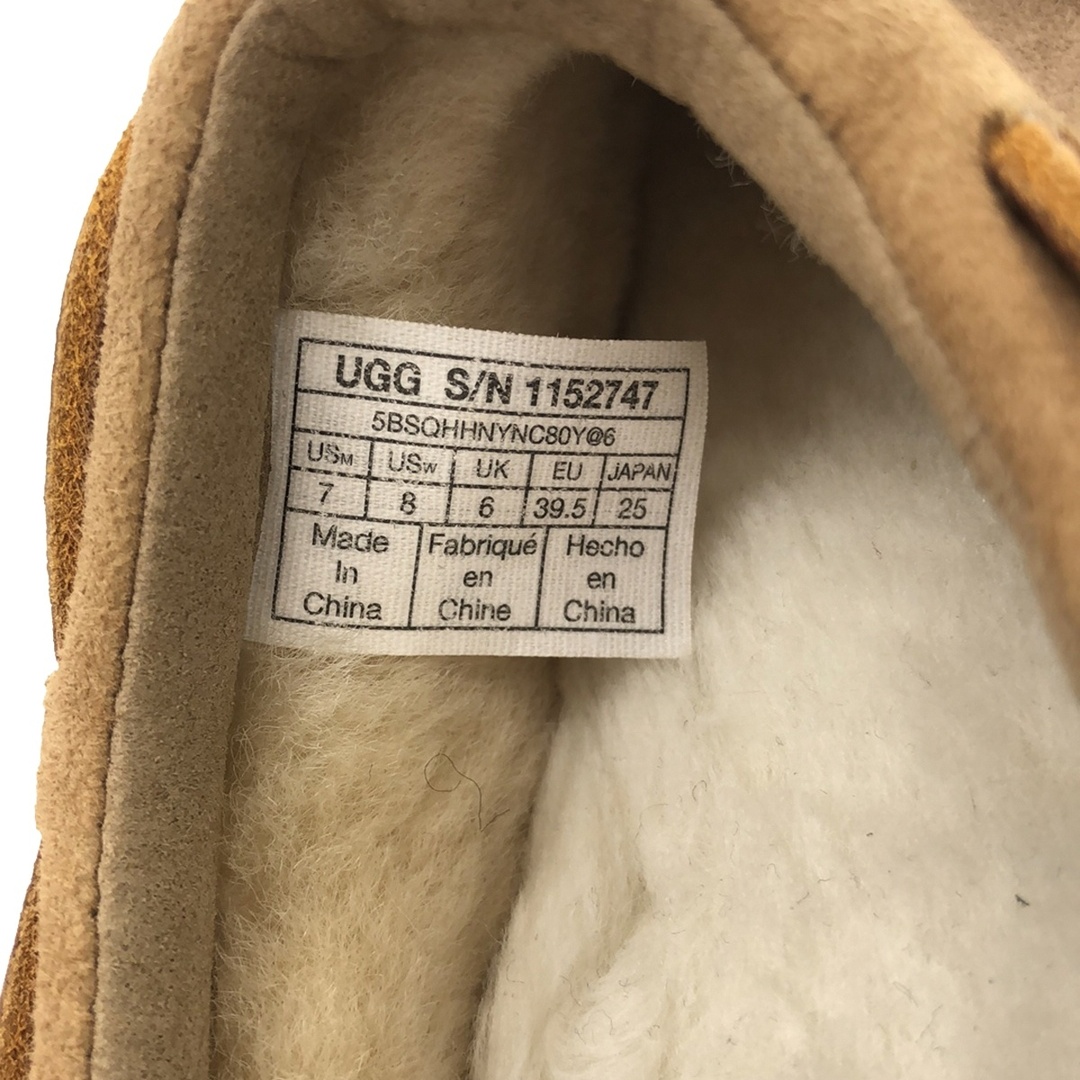 UGG S/N 1152747
5BSQHHNYNC80Y@6
USM USW UK EU JAPAN
7 8 6 39.5 25
Made Fabriqué Hecho
In en en
China Chine China